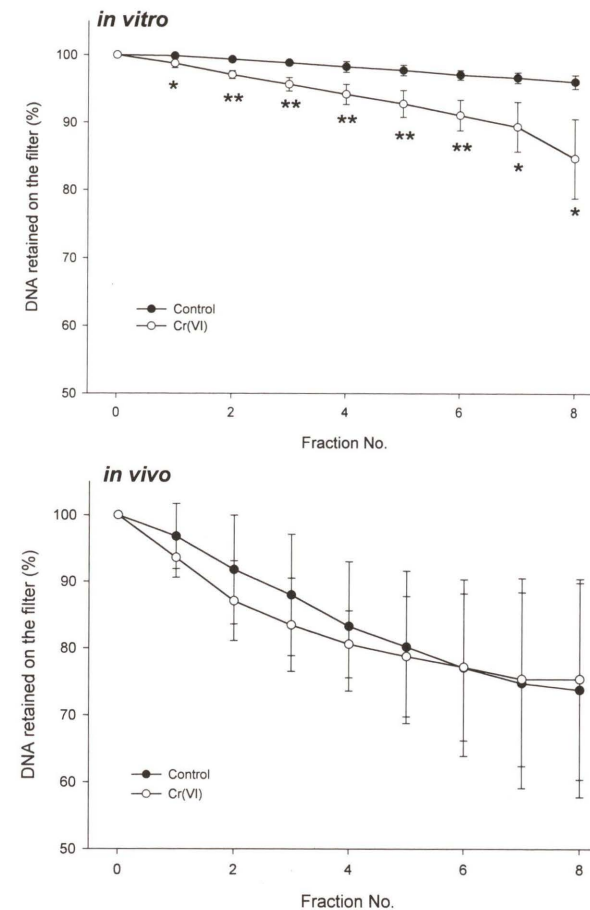 in vitro
DNA retained on the filter (%)
100
90
80
70
60
50
* ** ** ** ** ** * *
Control
Cr(VI)
0 2 4 6 8
Fraction No.
in vivo
DNA retained on the filter (%)
100
90
80
70
60
50
Control
Cr(VI)
0 2 4 6 8
Fraction No.